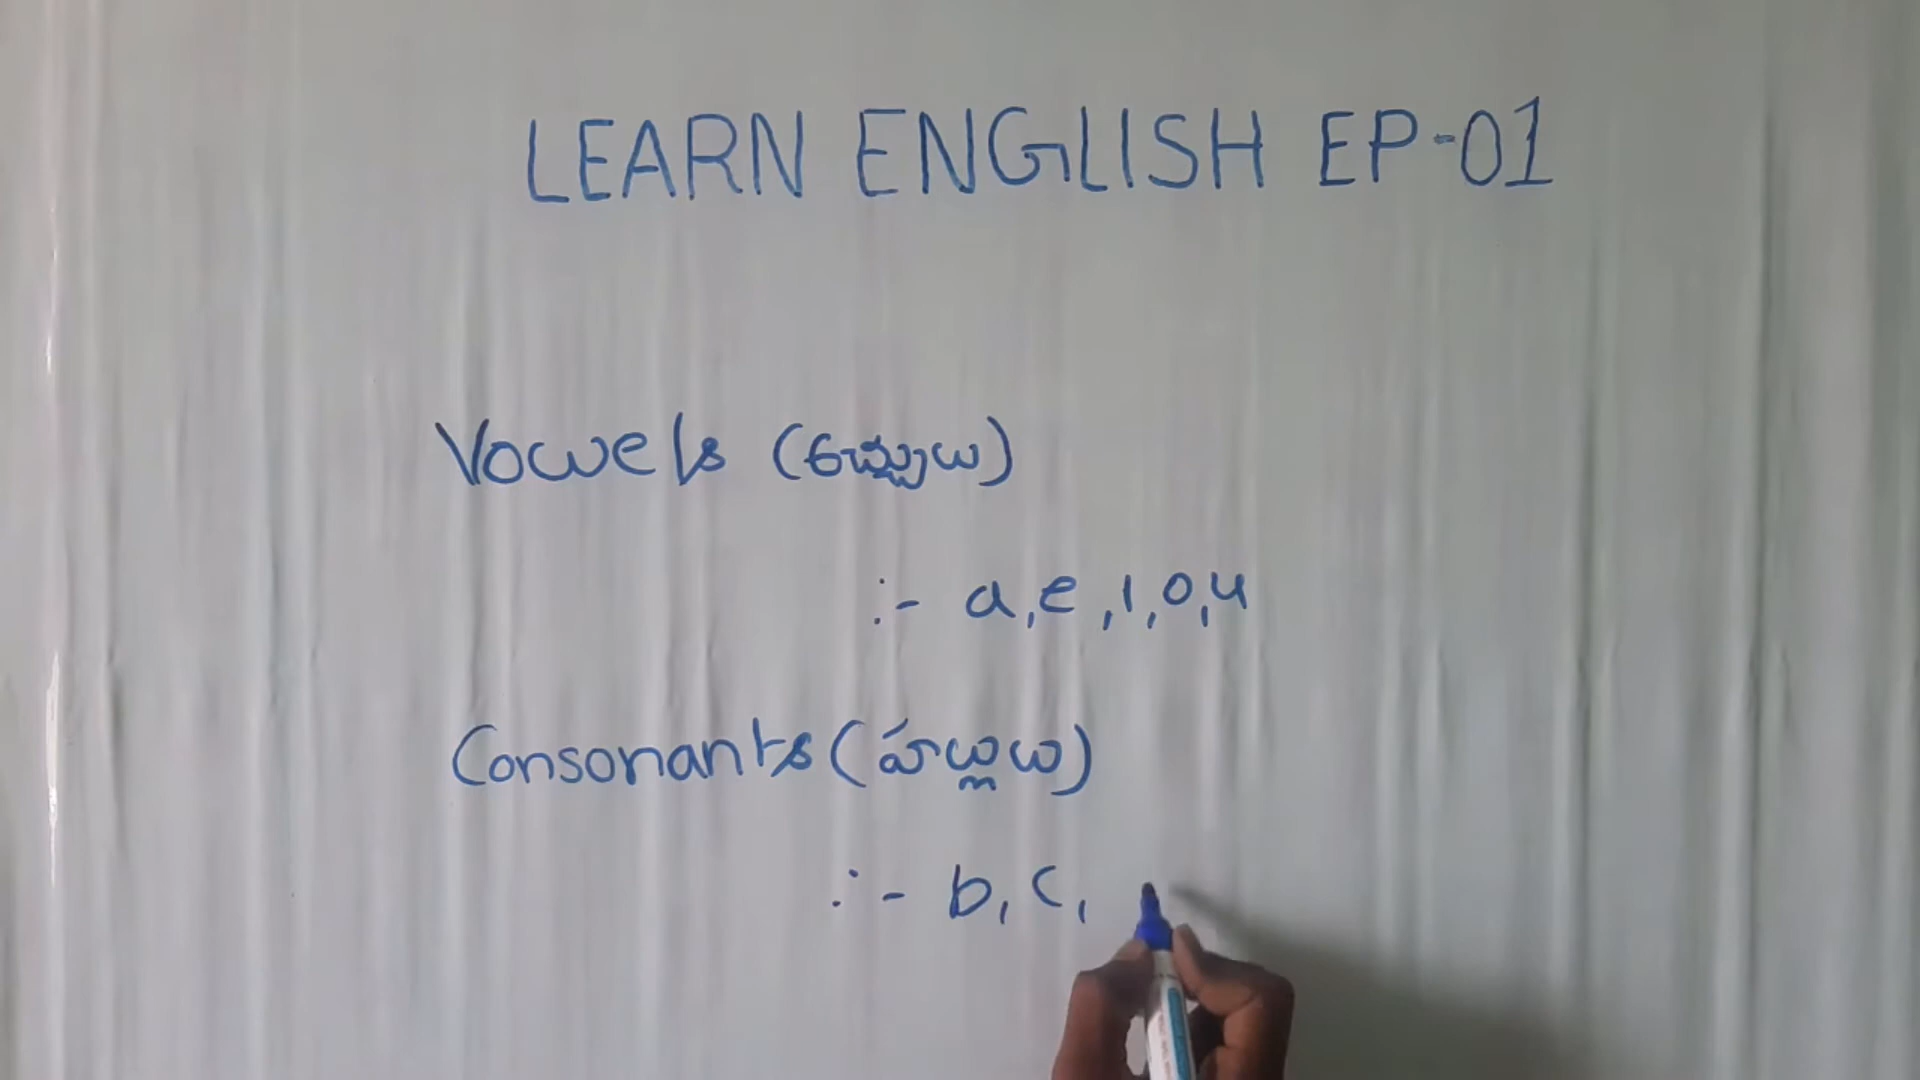 LEARN ENGLISH EP-01
Vowels (అచ్చులు)
:- a, e, i, o, u
Consonants (హల్లులు)
:- b, c,